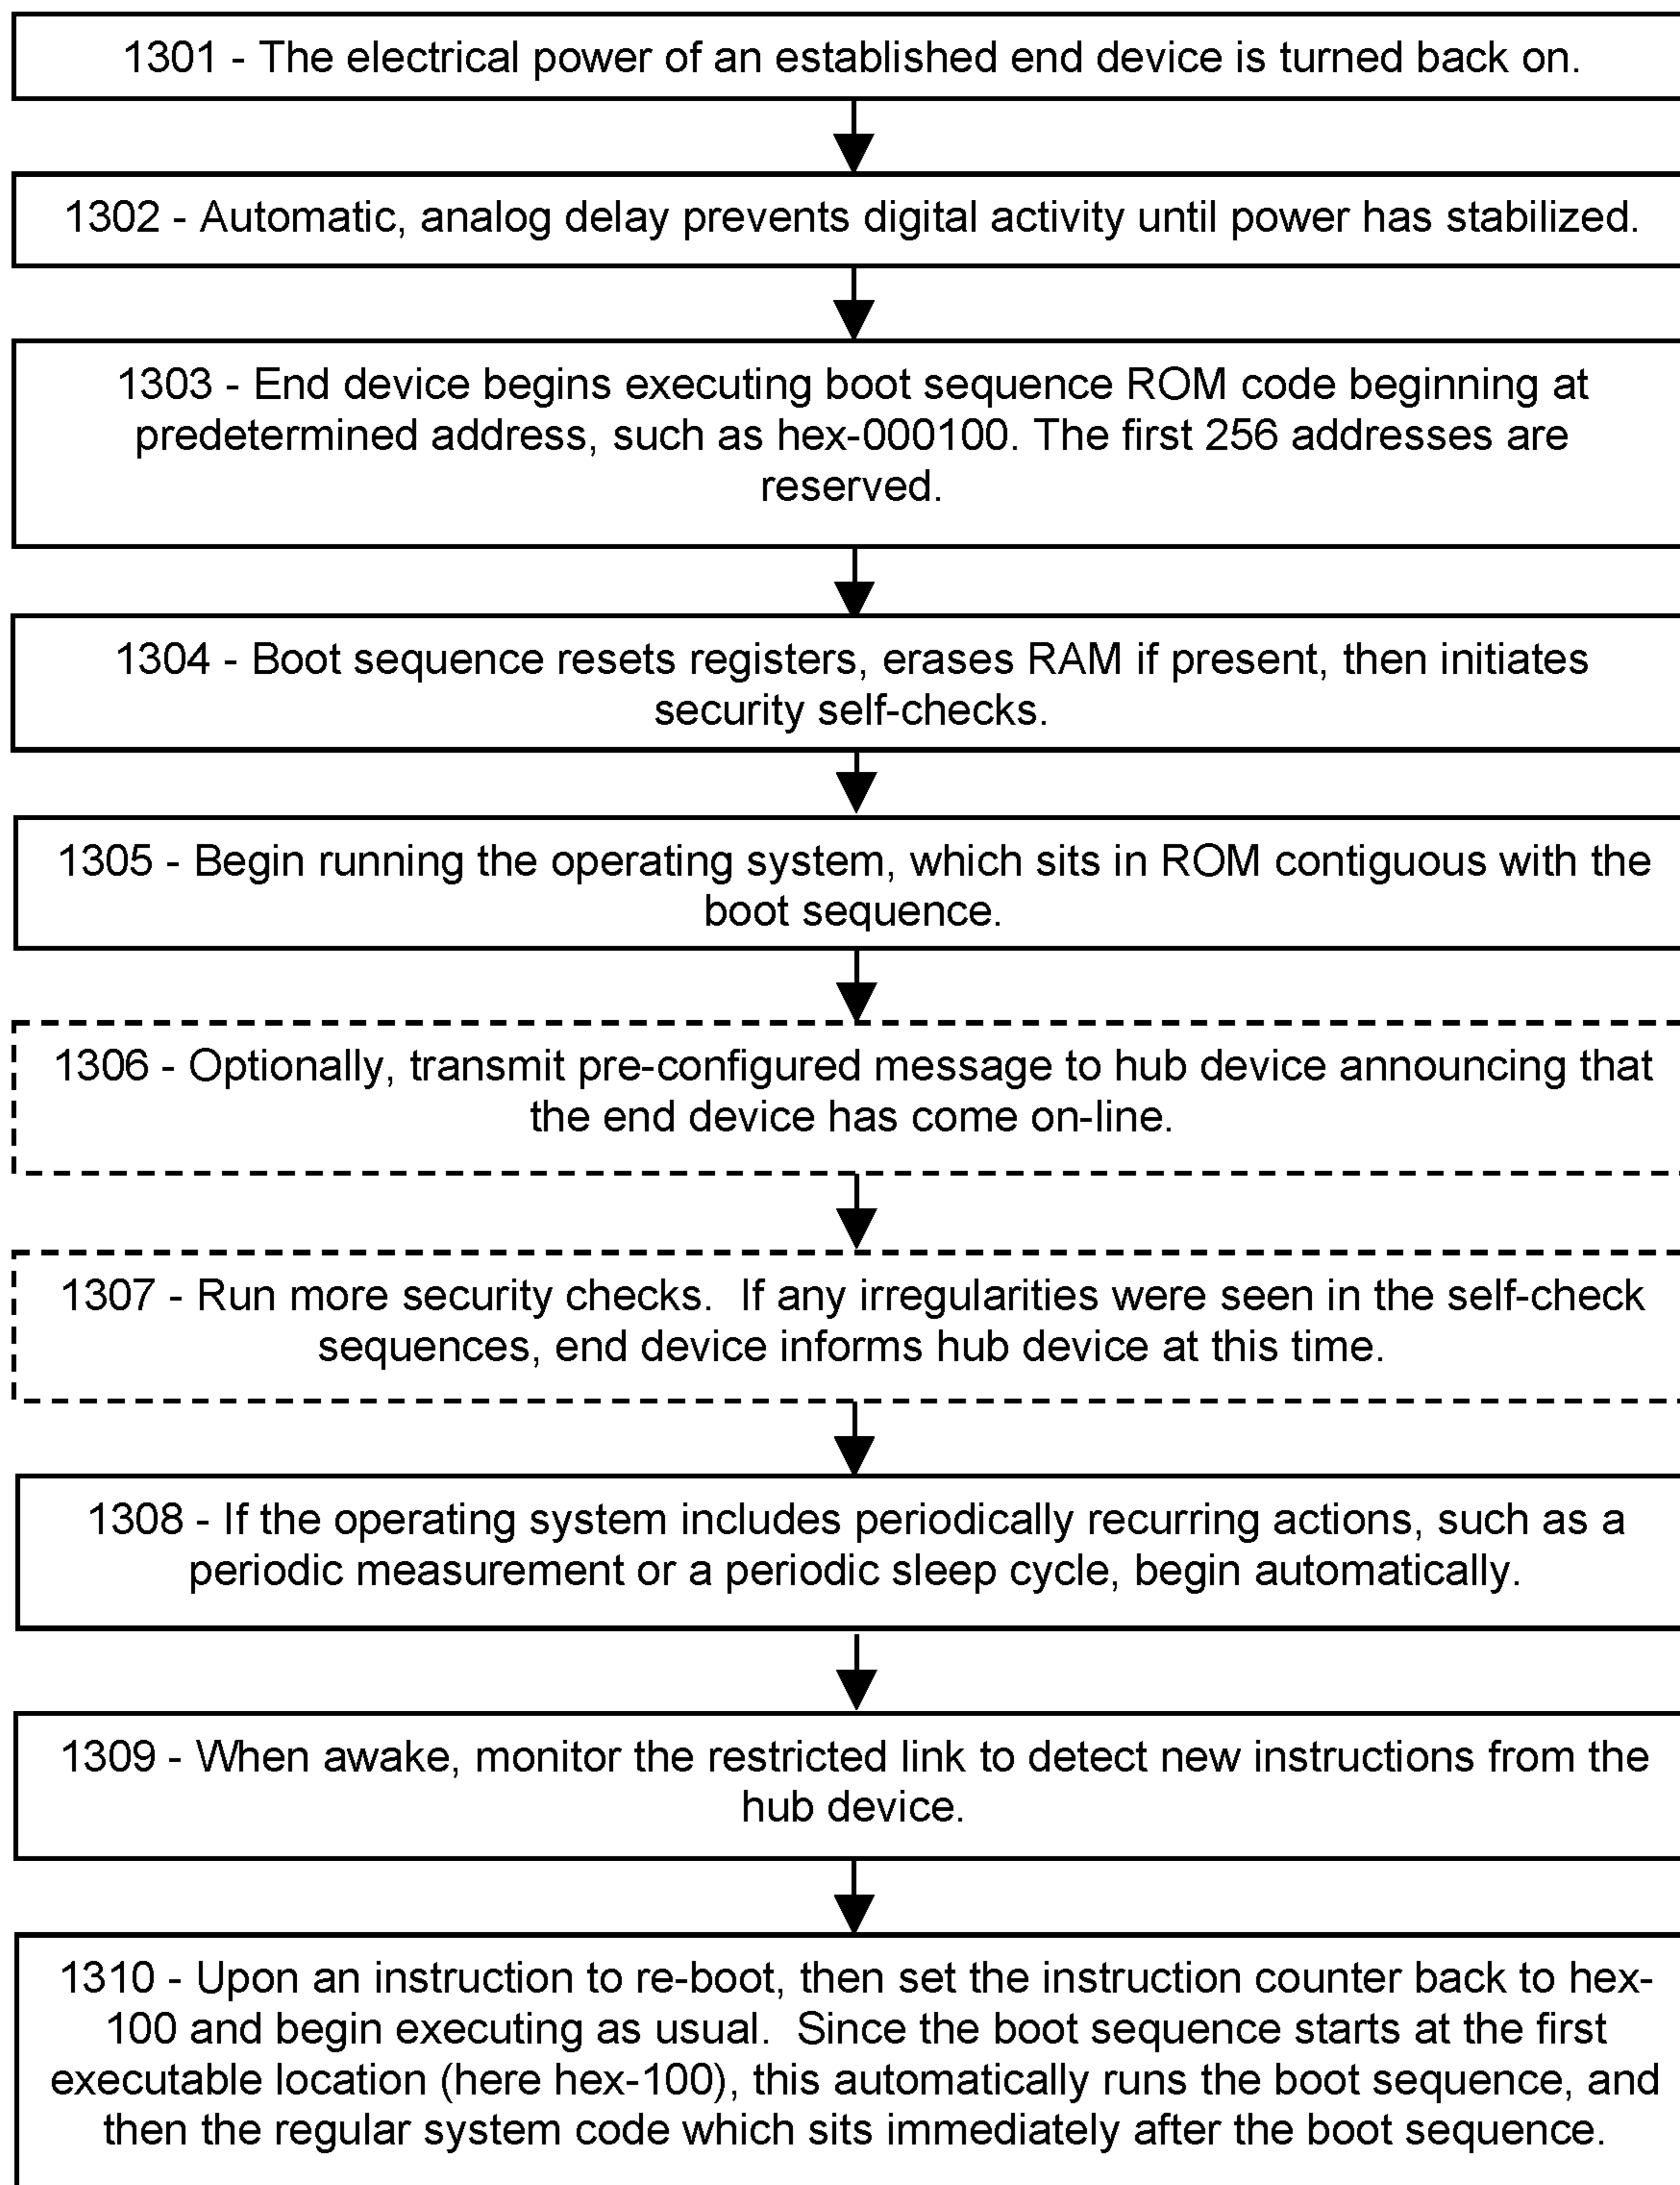 1301 - The electrical power of an established end device is turned back on.
1302 - Automatic, analog delay prevents digital activity until power has stabilized.
1303 - End device begins executing boot sequence ROM code beginning at
predetermined address, such as hex-000100. The first 256 addresses are
reserved.
1304 - Boot sequence resets registers, erases RAM if present, then initiates
security self-checks.
1305 - Begin running the operating system, which sits in ROM contiguous with the
boot sequence.
1306 - Optionally, transmit pre-configured message to hub device announcing that
the end device has come on-line.
1307 - Run more security checks.  If any irregularities were seen in the self-check
sequences, end device informs hub device at this time.
1308 - If the operating system includes periodically recurring actions, such as a
periodic measurement or a periodic sleep cycle, begin automatically.
1309 - When awake, monitor the restricted link to detect new instructions from the
hub device.
1310 - Upon an instruction to re-boot, then set the instruction counter back to hex-
100 and begin executing as usual.  Since the boot sequence starts at the first
executable location (here hex-100), this automatically runs the boot sequence, and
then the regular system code which sits immediately after the boot sequence.